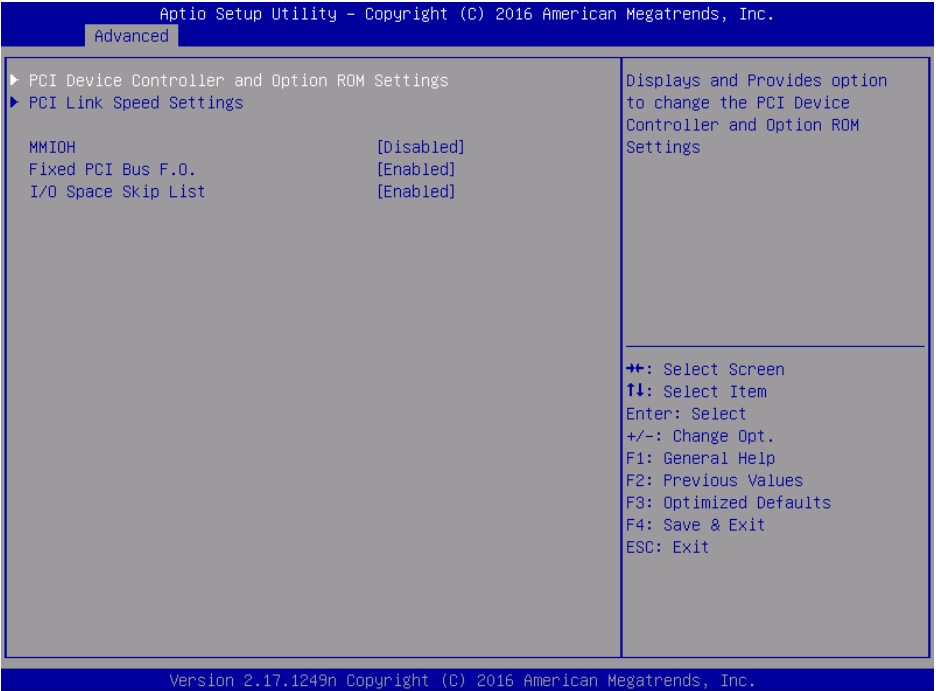 Aptio Setup Utility – Copyright (C) 2016 American Megatrends, Inc.
Advanced
▶ PCI Device Controller and Option ROM Settings
▶ PCI Link Speed Settings
MMIOH [Disabled]
Fixed PCI Bus F.O. [Enabled]
I/O Space Skip List [Enabled]
Displays and Provides option
to change the PCI Device
Controller and Option ROM
Settings
→←: Select Screen
↑↓: Select Item
Enter: Select
+/-: Change Opt.
F1: General Help
F2: Previous Values
F3: Optimized Defaults
F4: Save & Exit
ESC: Exit
Version 2.17.1249n Copyright (C) 2016 American Megatrends, Inc.